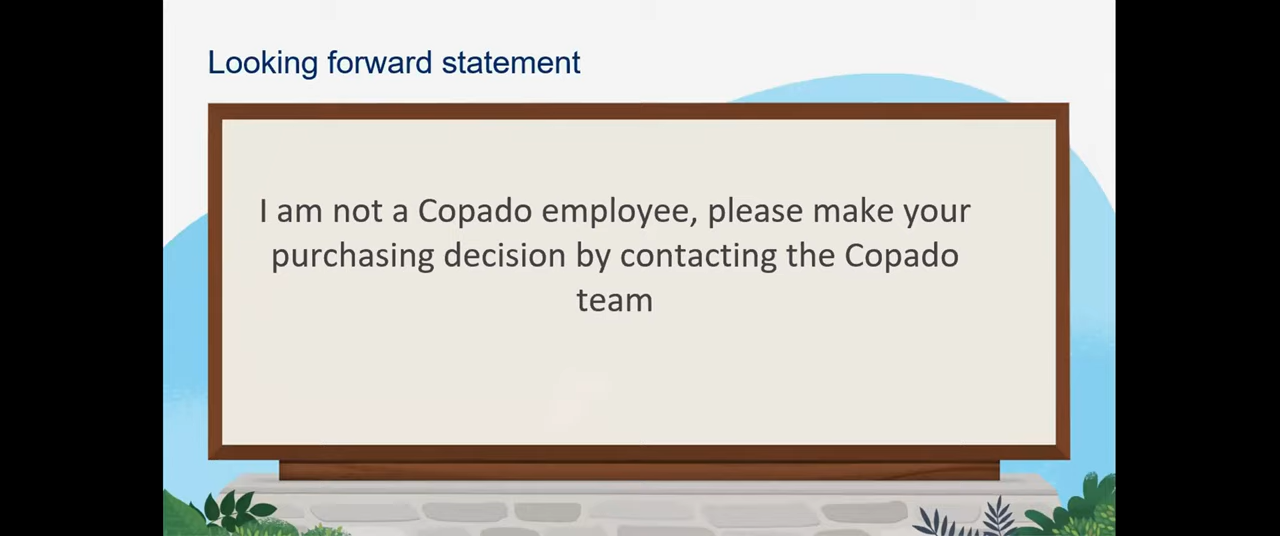 Looking forward statement
I am not a Copado employee, please make your
purchasing decision by contacting the Copado
team